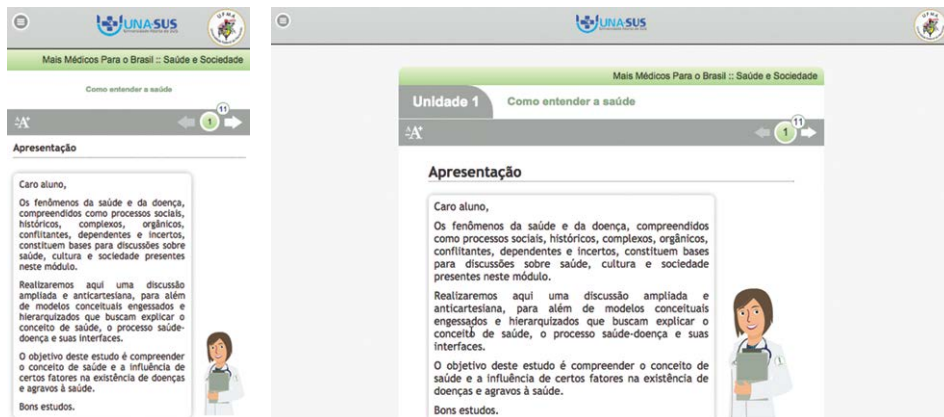 UNA-SUS
Universidade Aberta do SUS
UFMA
Mais Médicos Para o Brasil :: Saúde e Sociedade
Como entender a saúde
-A+
1
11
Apresentação
Caro aluno,
Os fenômenos da saúde e da doença,
compreendidos como processos sociais,
históricos, complexos, orgânicos,
conflitantes, dependentes e incertos,
constituem bases para discussões sobre
saúde, cultura e sociedade presentes
neste módulo.
Realizaremos aqui uma discussão
ampliada e anticartesiana, para além
de modelos conceituais engessados e
hierarquizados que buscam explicar o
conceito de saúde, o processo saúde-
doença e suas interfaces.
O objetivo deste estudo é compreender
o conceito de saúde e a influência de
certos fatores na existência de doenças
e agravos à saúde.
Bons estudos.
UNA-SUS
Mais Médicos Para o Brasil :: Saúde e Sociedade
Unidade 1
Como entender a saúde
-A+
1
11
Apresentação
Caro aluno,
Os fenômenos da saúde e da doença, compreendidos
como processos sociais, históricos, complexos, orgânicos,
conflitantes, dependentes e incertos, constituem bases
para discussões sobre saúde, cultura e sociedade
presentes neste módulo.
Realizaremos aqui uma discussão ampliada e
anticartesiana, para além de modelos conceituais
engessados e hierarquizados que buscam explicar o
conceito de saúde, o processo saúde-doença e suas
interfaces.
O objetivo deste estudo é compreender o conceito de
saúde e a influência de certos fatores na existência de
doenças e agravos à saúde.
Bons estudos.